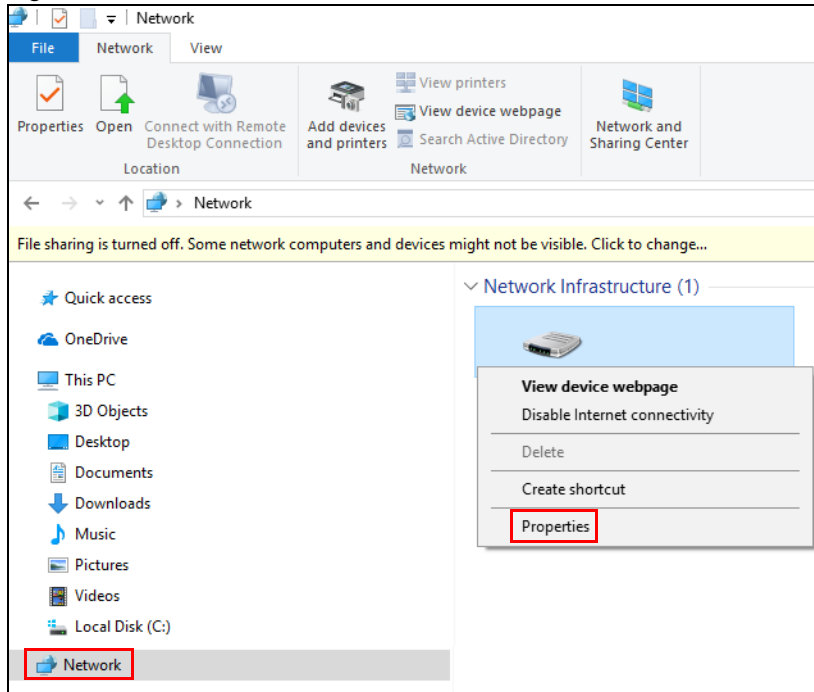 Network
File Network View
Properties Open Connect with Remote Desktop Connection
Location
Add devices and printers
View printers
View device webpage
Search Active Directory
Network
Network and Sharing Center
Network
File sharing is turned off. Some network computers and devices might not be visible. Click to change...
Quick access
OneDrive
This PC
3D Objects
Desktop
Documents
Downloads
Music
Pictures
Videos
Local Disk (C:)
Network
Network Infrastructure (1)
View device webpage
Disable Internet connectivity
Delete
Create shortcut
Properties